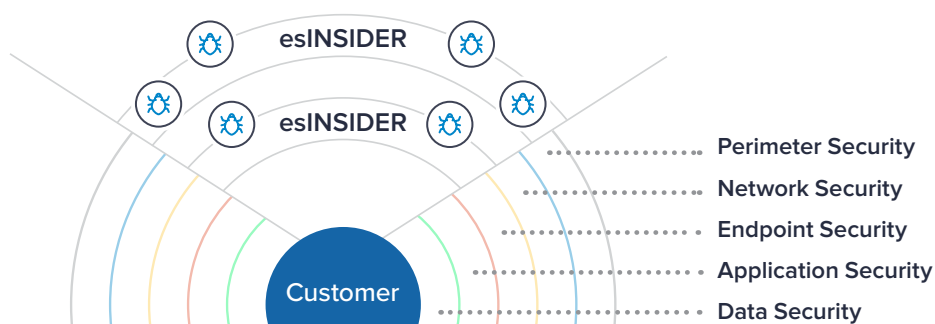 esINSIDER
esINSIDER
Perimeter Security
Network Security
Endpoint Security
Application Security
Customer
Data Security